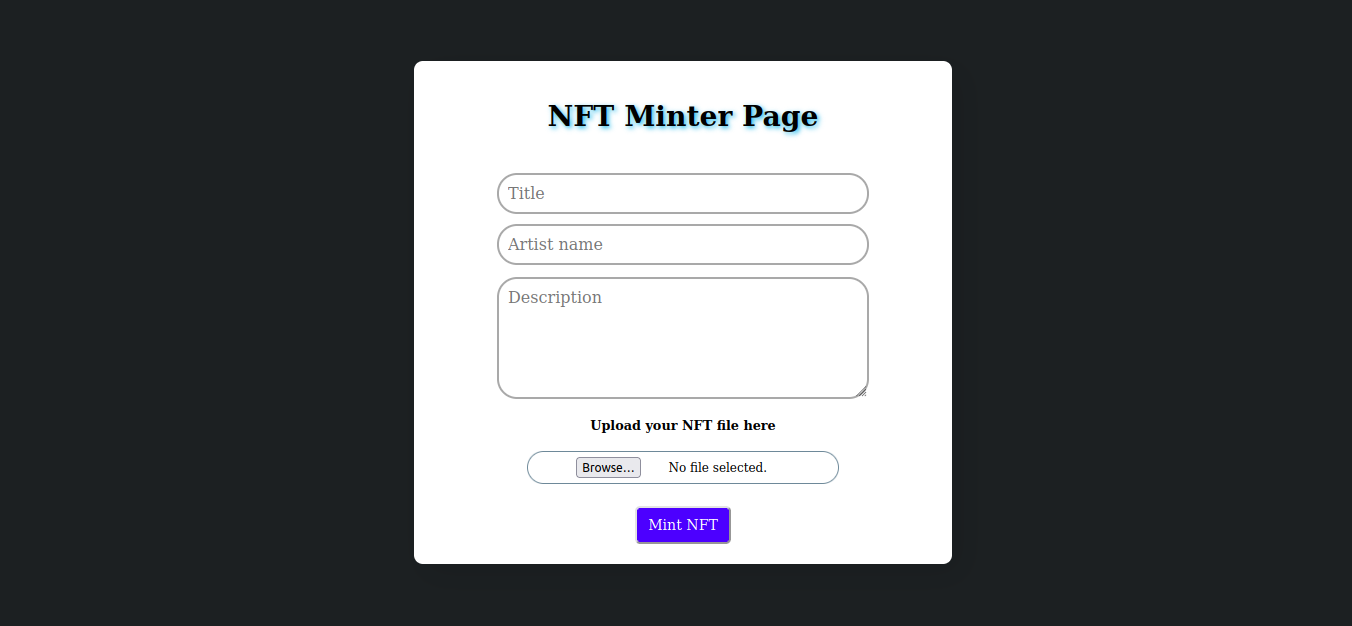 NFT Minter Page
Title
Artist name
Description
Upload your NFT file here
Browse... No file selected.
Mint NFT